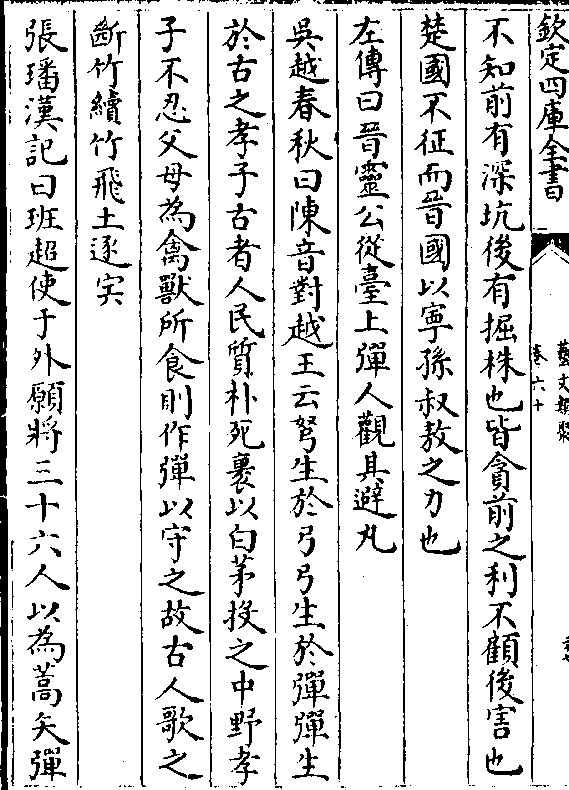 欽定四庫全書
藝文類聚
卷六十
不知前有深坑後有掘株也皆貪前之利不顧後害也
楚國不征而晉國以寧孫叔敖之力也
左傳曰晉靈公從臺上彈人觀其避丸
吳越春秋曰陳音對越王云弩生於弓弓生於彈彈生
於古之孝子古者人民質朴死裹以白茅投之中野孝
子不忍父母為禽獸所食則作彈以守之故古人歌之
斷竹續竹飛土逐宍
張璠漢記曰班超使于外願將三十六人以為蒿矢彈